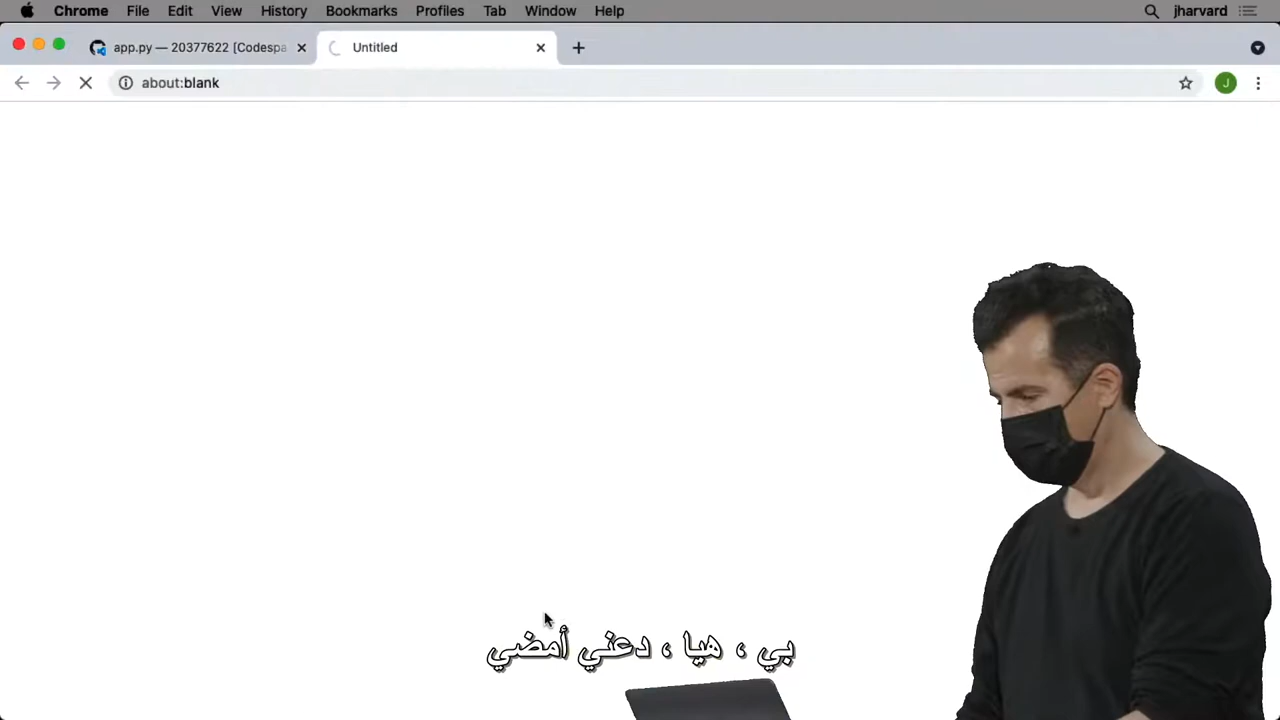 Chrome File Edit View History Bookmarks Profiles Tab Window Help jharvard
app.py — 20377622 [Codespa Untitled
about:blank
J
بي ، هيا ، دعني أمضي